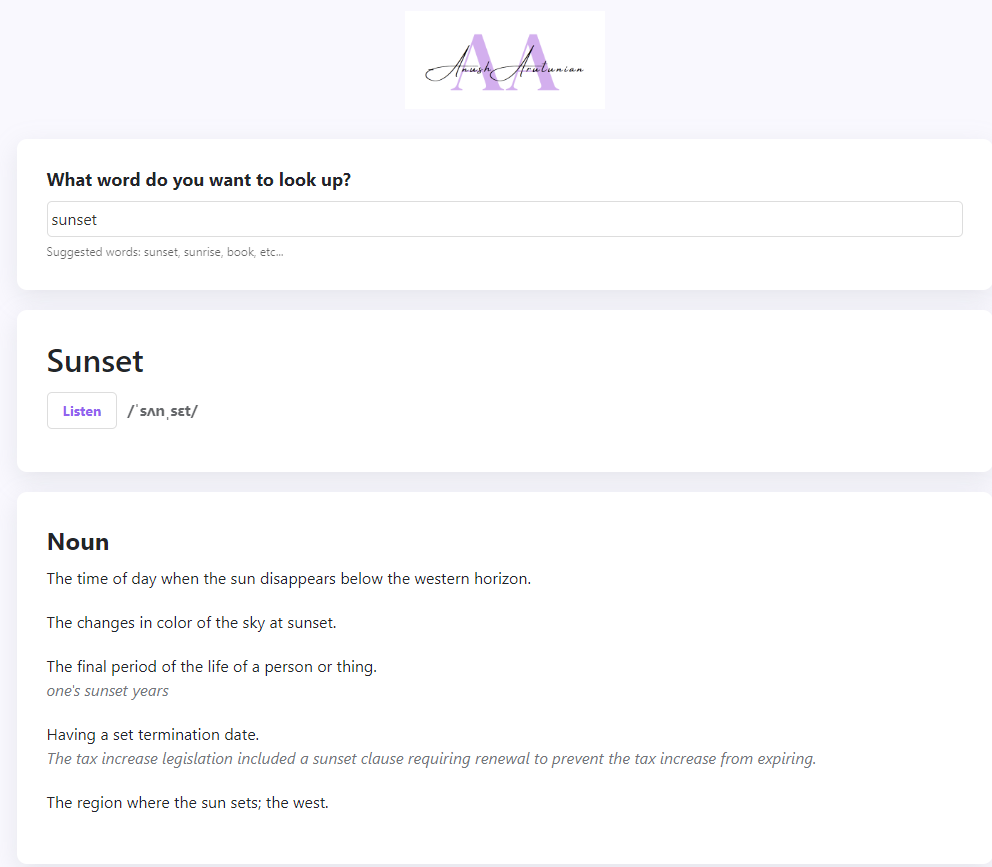 AA
Anush Arutunian
What word do you want to look up?
sunset
Suggested words: sunset, sunrise, book, etc...
Sunset
Listen /ˈsʌnˌsɛt/
Noun
The time of day when the sun disappears below the western horizon.
The changes in color of the sky at sunset.
The final period of the life of a person or thing.
one's sunset years
Having a set termination date.
The tax increase legislation included a sunset clause requiring renewal to prevent the tax increase from expiring.
The region where the sun sets; the west.